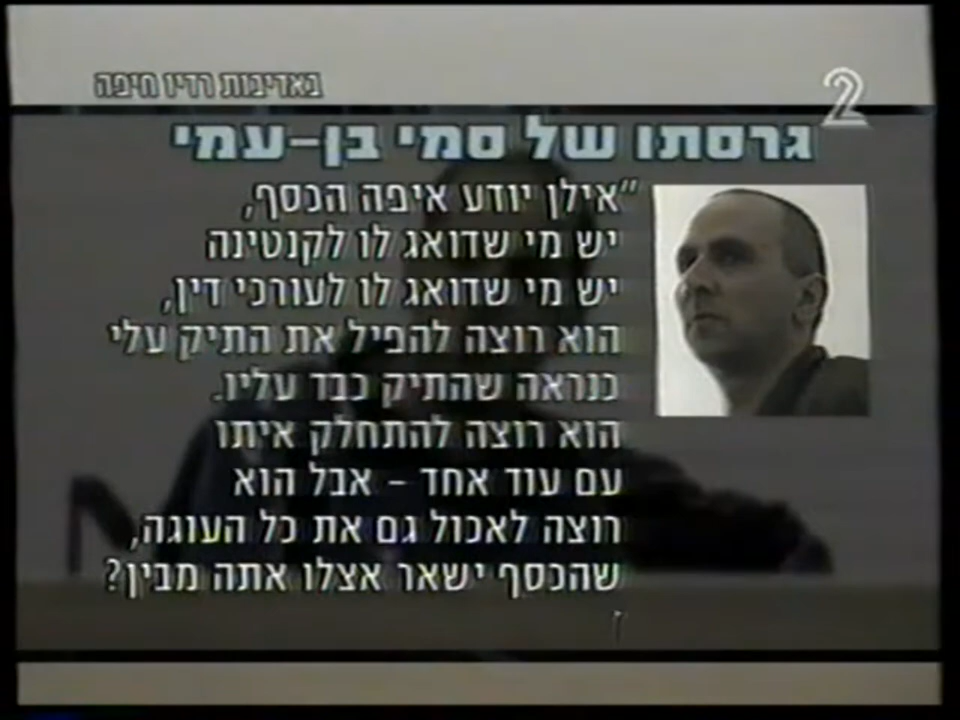 באדיבות רדיו חיפה
2
גרסתו של סמי בן-עמי
"אילן יודע איפה הכסף,
יש מי שדואג לו לקנטינה
יש מי שדואג לו לעורכי דין,
הוא רוצה להפיל את התיק עלי
כנראה שהתיק כבד עליו.
הוא רוצה להתחלק איתו
עם עוד אחד - אבל הוא
רוצה לאכול גם את כל העוגה,
שהכסף ישאר אצלו אתה מבין?